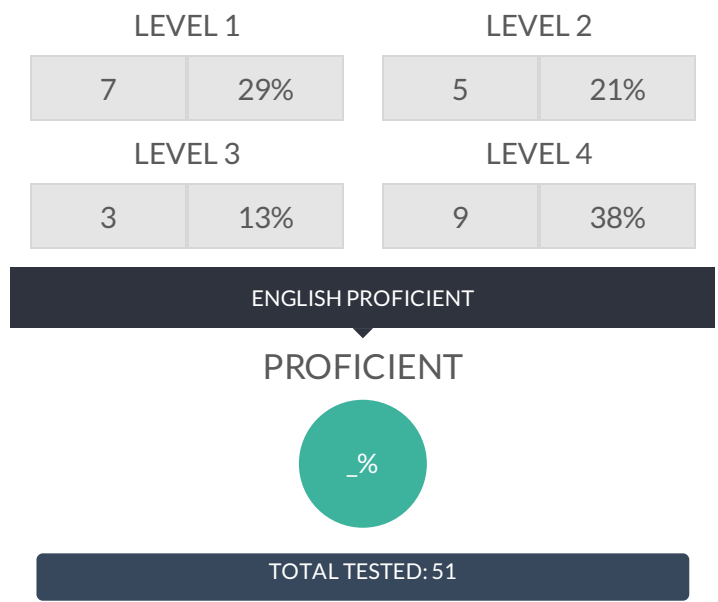 LEVEL 1
7 29%
LEVEL 2
5 21%
LEVEL 3
3 13%
LEVEL 4
9 38%
ENGLISH PROFICIENT
PROFICIENT
_%
TOTAL TESTED: 51